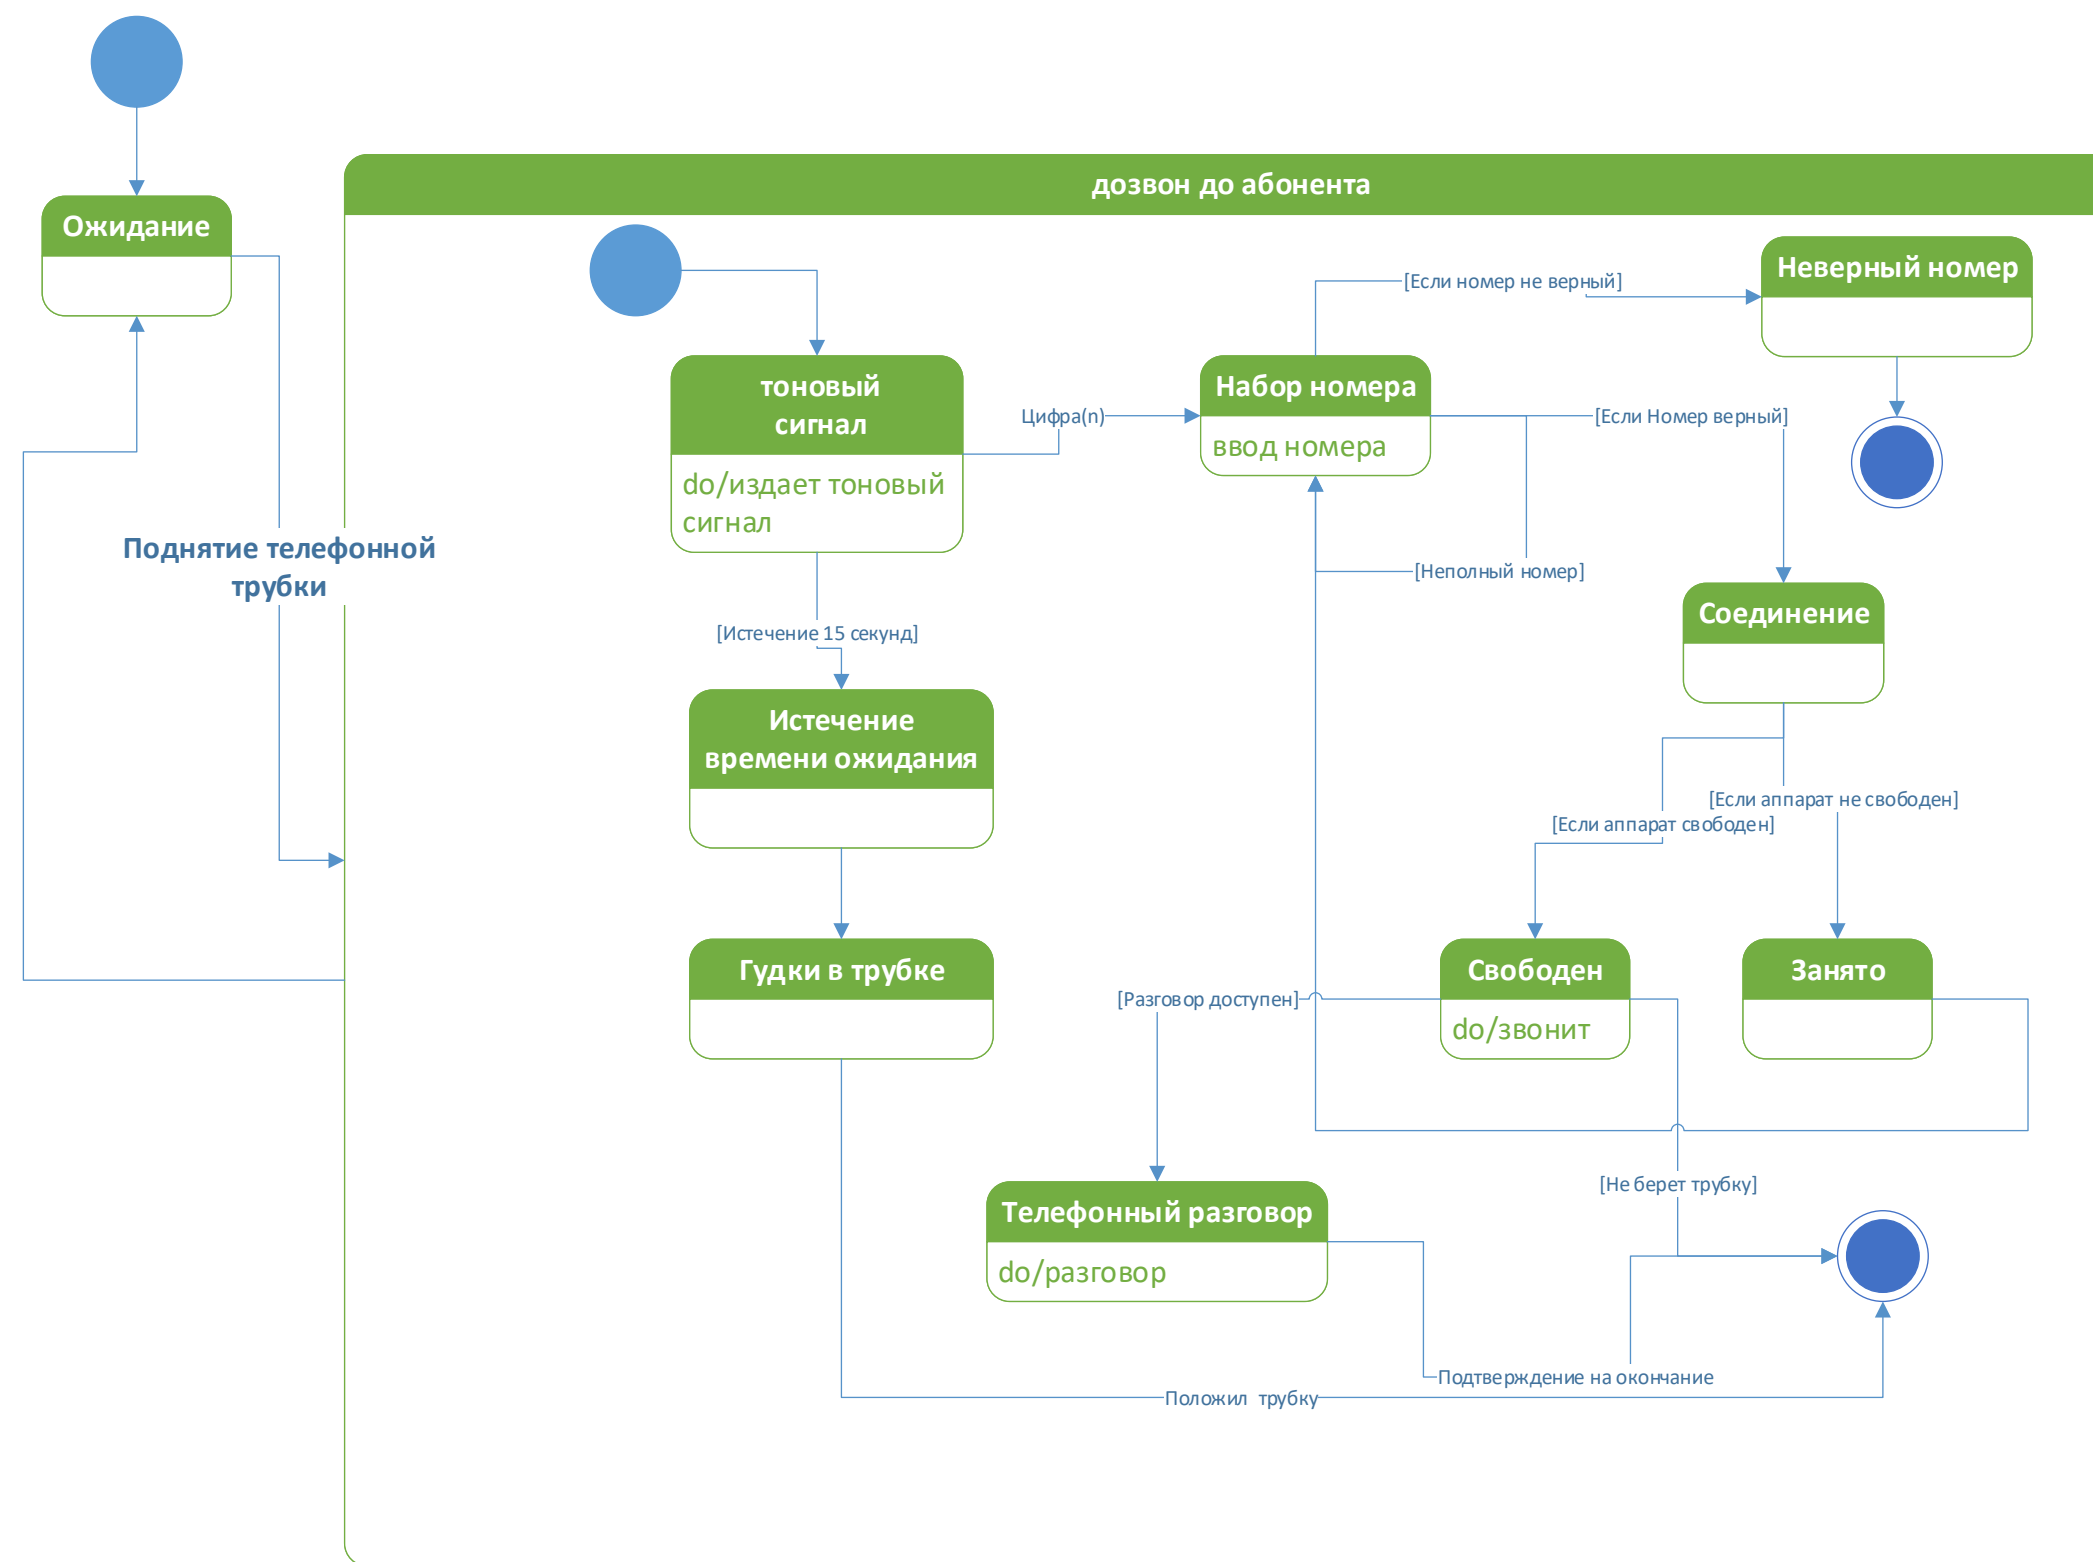 дозвон до абонента
Ожидание
Неверный номер
[Если номер не верный]
тоновый
сигнал
do/издает тоновый
сигнал
Цифра(n)
Набор номера
ввод номера
[Если Номер верный]
Поднятие телефонной
трубки
[Неполный номер]
[Истечение 15 секунд]
Соединение
Истечение
времени ожидания
[Если аппарат не свободен]
[Если аппарат свободен]
Гудки в трубке
Свободен
do/звонит
Занято
[Разговор доступен]
[Не берет трубку]
Телефонный разговор
do/разговор
Подтверждение на окончание
Положил трубку